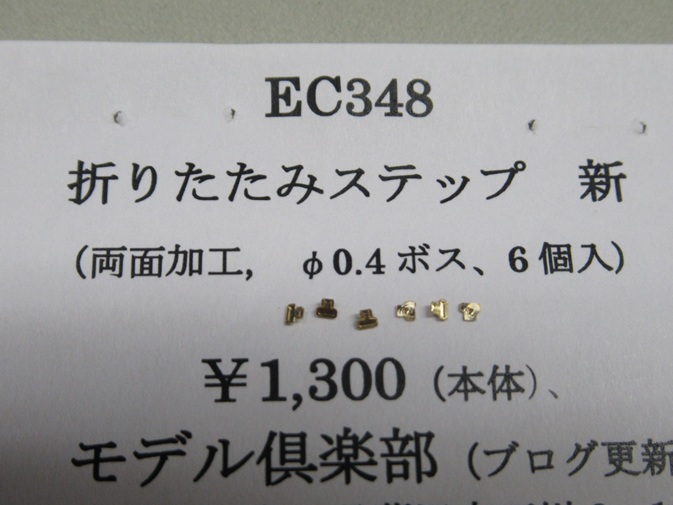 EC348
折りたたみステップ 新
(両面加工, φ0.4ボス、6個入)
¥1,300 (本体)、
モデル倶楽部 (ブログ更新